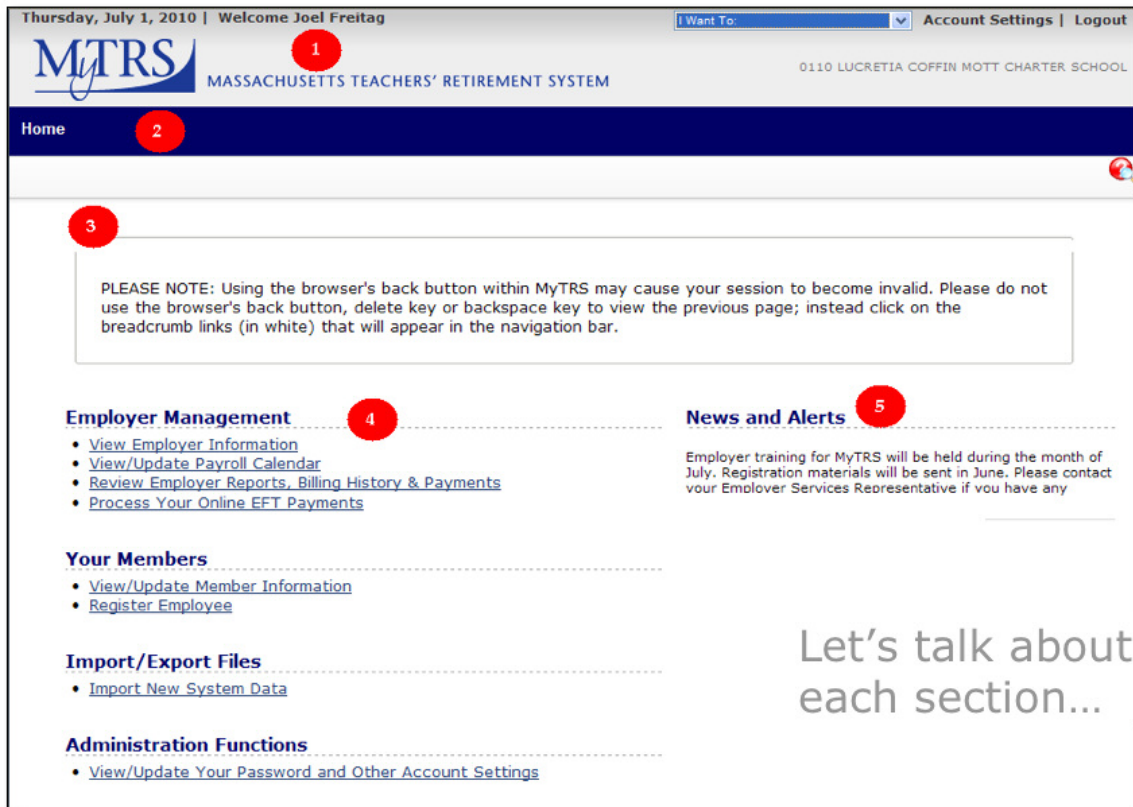 Thursday, July 1, 2010 | Welcome Joel Freitag
I Want To:
Account Settings | Logout
MyTRS
1
MASSACHUSETTS TEACHERS' RETIREMENT SYSTEM
0110 LUCRETIA COFFIN MOTT CHARTER SCHOOL
Home
2
?
3
PLEASE NOTE: Using the browser's back button within MyTRS may cause your session to become invalid. Please do not
use the browser's back button, delete key or backspace key to view the previous page; instead click on the
breadcrumb links (in white) that will appear in the navigation bar.
Employer Management
4
• View Employer Information
• View/Update Payroll Calendar
• Review Employer Reports, Billing History & Payments
• Process Your Online EFT Payments
News and Alerts
5
Employer training for MyTRS will be held during the month of
July. Registration materials will be sent in June. Please contact
your Employer Services Representative if you have any
Your Members
• View/Update Member Information
• Register Employee
Import/Export Files
• Import New System Data
Administration Functions
• View/Update Your Password and Other Account Settings
Let's talk about
each section...